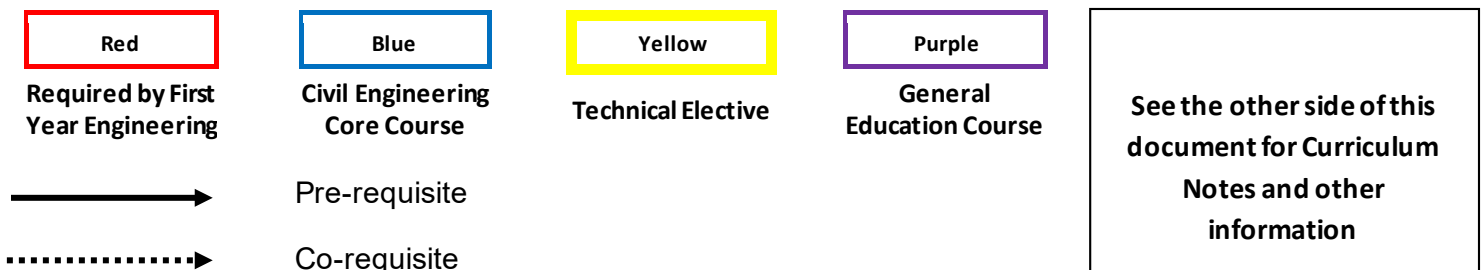 Red
Blue
Yellow
Purple
Required by First
Year Engineering
Civil Engineering
Core Course
Technical Elective
General
Education Course
See the other side of this
document for Curriculum
Notes and other
information
Pre-requisite
Co-requisite